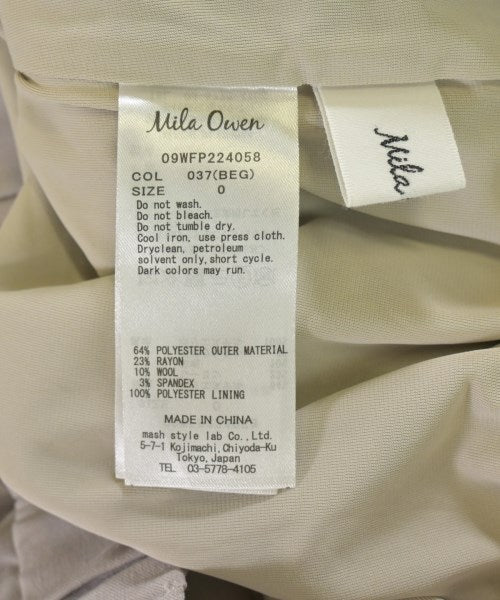 Mila Owen
09WFP224058
COL 037(BEG)
SIZE 0
Do not wash.
Do not bleach.
Do not tumble dry.
Cool iron, use press cloth.
Dryclean, petroleum
solvent only,short cycle.
Dark colors may run.
64% POLYESTER OUTER MATERIAL
23% RAYON
10% WOOL
3% SPANDEX
100% POLYESTER LINING
MADE IN CHINA
mash style lab Co.,Ltd.
5-7-1 Kojimachi,Chiyoda-Ku
Tokyo,Japan
TEL 03-5778-4105
Mila